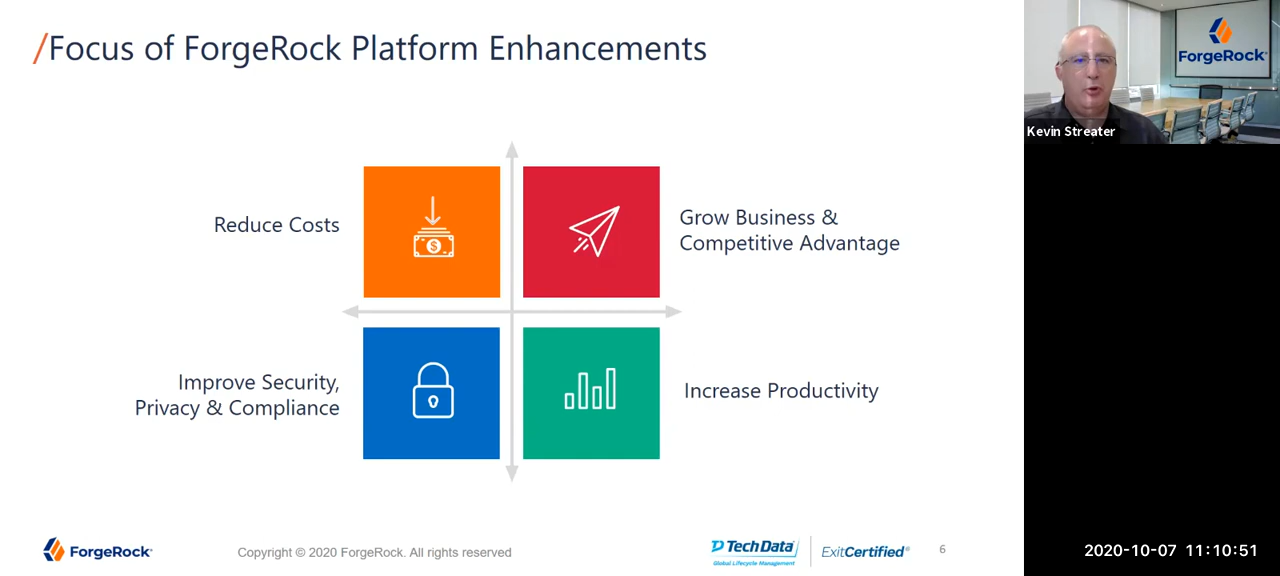 /Focus of ForgeRock Platform Enhancements
Reduce Costs
Grow Business &
Competitive Advantage
Improve Security,
Privacy & Compliance
Increase Productivity
ForgeRock
Copyright © 2020 ForgeRock. All rights reserved
Tech Data
Global Lifecycle Management
ExitCertified®
6
ForgeRock
Kevin Streater
2020-10-07 11:10:51